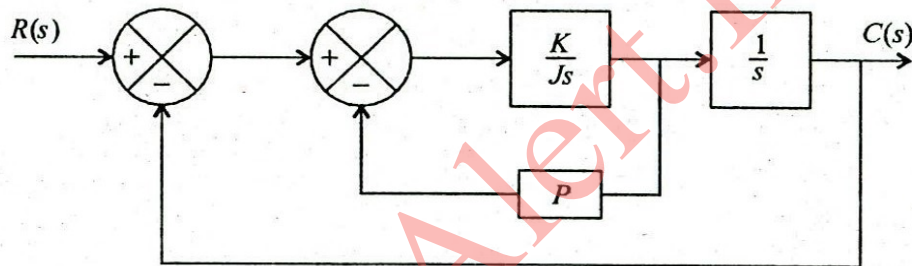 R(s) + − + − K/Js 1/s C(s)
P
Alert.i